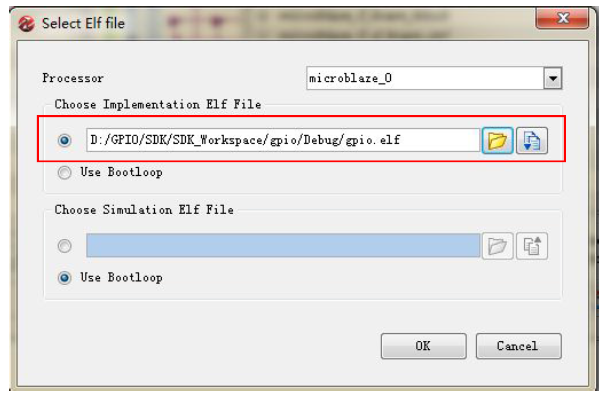 Select Elf file
Processor
microblaze_0
Choose Implementation Elf File
D:/GPIO/SDK/SDK_Workspace/gpio/Debug/gpio.elf
Use Bootloop
Choose Simulation Elf File
Use Bootloop
OK
Cancel